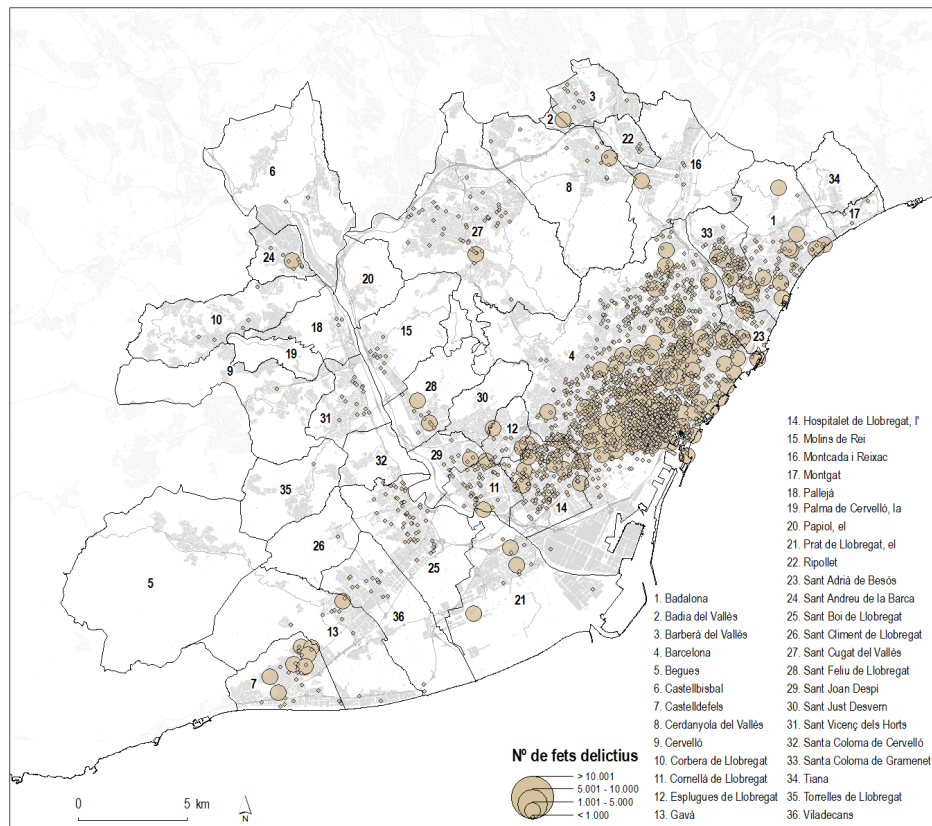 3
2
22
16
6
8
34
17
1
27
33
24
20
10
18
15
4
23
19
9
28
30
31
12
29
32
11
14
35
26
25
5
21
36
13
7
14. Hospitalet de Llobregat, l'
15. Molins de Rei
16. Montcada i Reixac
17. Montgat
18. Pallejà
19. Palma de Cervelló, la
20. Papiol, el
21. Prat de Llobregat, el
22. Ripollet
23. Sant Adrià de Besòs
1. Badalona
24. Sant Andreu de la Barca
2. Badia del Vallès
25. Sant Boi de Llobregat
3. Barberà del Vallès
26. Sant Climent de Llobregat
4. Barcelona
27. Sant Cugat del Vallès
5. Begues
28. Sant Feliu de Llobregat
6. Castellbisbal
29. Sant Joan Despí
7. Castelldefels
30. Sant Just Desvern
8. Cerdanyola del Vallès
31. Sant Vicenç dels Horts
9. Cervelló
32. Santa Coloma de Cervelló
10. Corbera de Llobregat
33. Santa Coloma de Gramenet
11. Cornellà de Llobregat
34. Tiana
12. Esplugues de Llobregat
35. Torrelles de Llobregat
13. Gavà
36. Viladecans
Nº de fets delictius
> 10.001
5.001 - 10.000
1.001 - 5.000
< 1.000
0 5 km
N